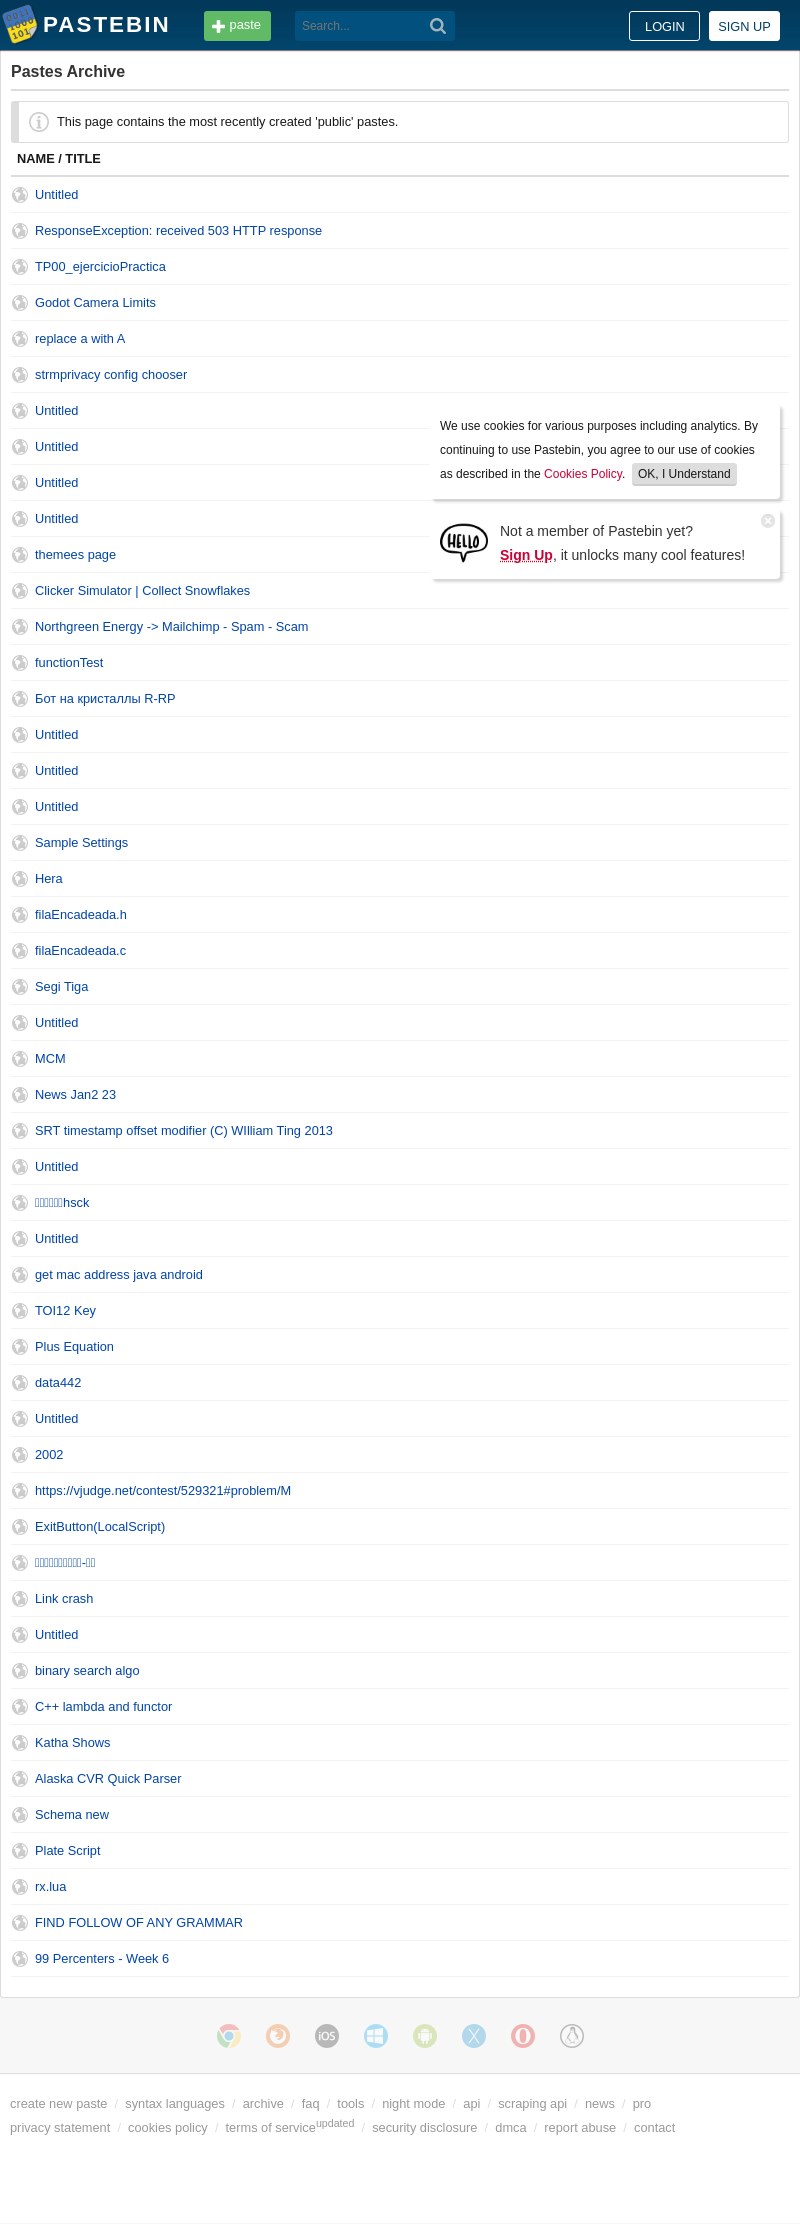 PASTEBIN
paste
Search...
LOGIN
SIGN UP
Pastes Archive
This page contains the most recently created 'public' pastes.
NAME / TITLE
Untitled
ResponseException: received 503 HTTP response
TP00_ejercicioPractica
Godot Camera Limits
replace a with A
strmprivacy config chooser
Untitled
Untitled
Untitled
Untitled
themees page
We use cookies for various purposes including analytics. By
continuing to use Pastebin, you agree to our use of cookies
as described in the Cookies Policy. OK, I Understand
HELLO
Not a member of Pastebin yet?
Sign Up, it unlocks many cool features!
Clicker Simulator | Collect Snowflakes
Northgreen Energy -> Mailchimp - Spam - Scam
functionTest
Бот на кристаллы R-RP
Untitled
Untitled
Untitled
Sample Settings
Hera
filaEncadeada.h
filaEncadeada.c
Segi Tiga
Untitled
MCM
News Jan2 23
SRT timestamp offset modifier (C) WIlliam Ting 2013
Untitled
hsck
Untitled
get mac address java android
TOI12 Key
Plus Equation
data442
Untitled
2002
https://vjudge.net/contest/529321#problem/M
ExitButton(LocalScript)
Link crash
Untitled
binary search algo
C++ lambda and functor
Katha Shows
Alaska CVR Quick Parser
Schema new
Plate Script
rx.lua
FIND FOLLOW OF ANY GRAMMAR
99 Percenters - Week 6
iOS
create new paste / syntax languages / archive / faq / tools / night mode / api / scraping api / news / pro
privacy statement / cookies policy / terms of service updated / security disclosure / dmca / report abuse / contact